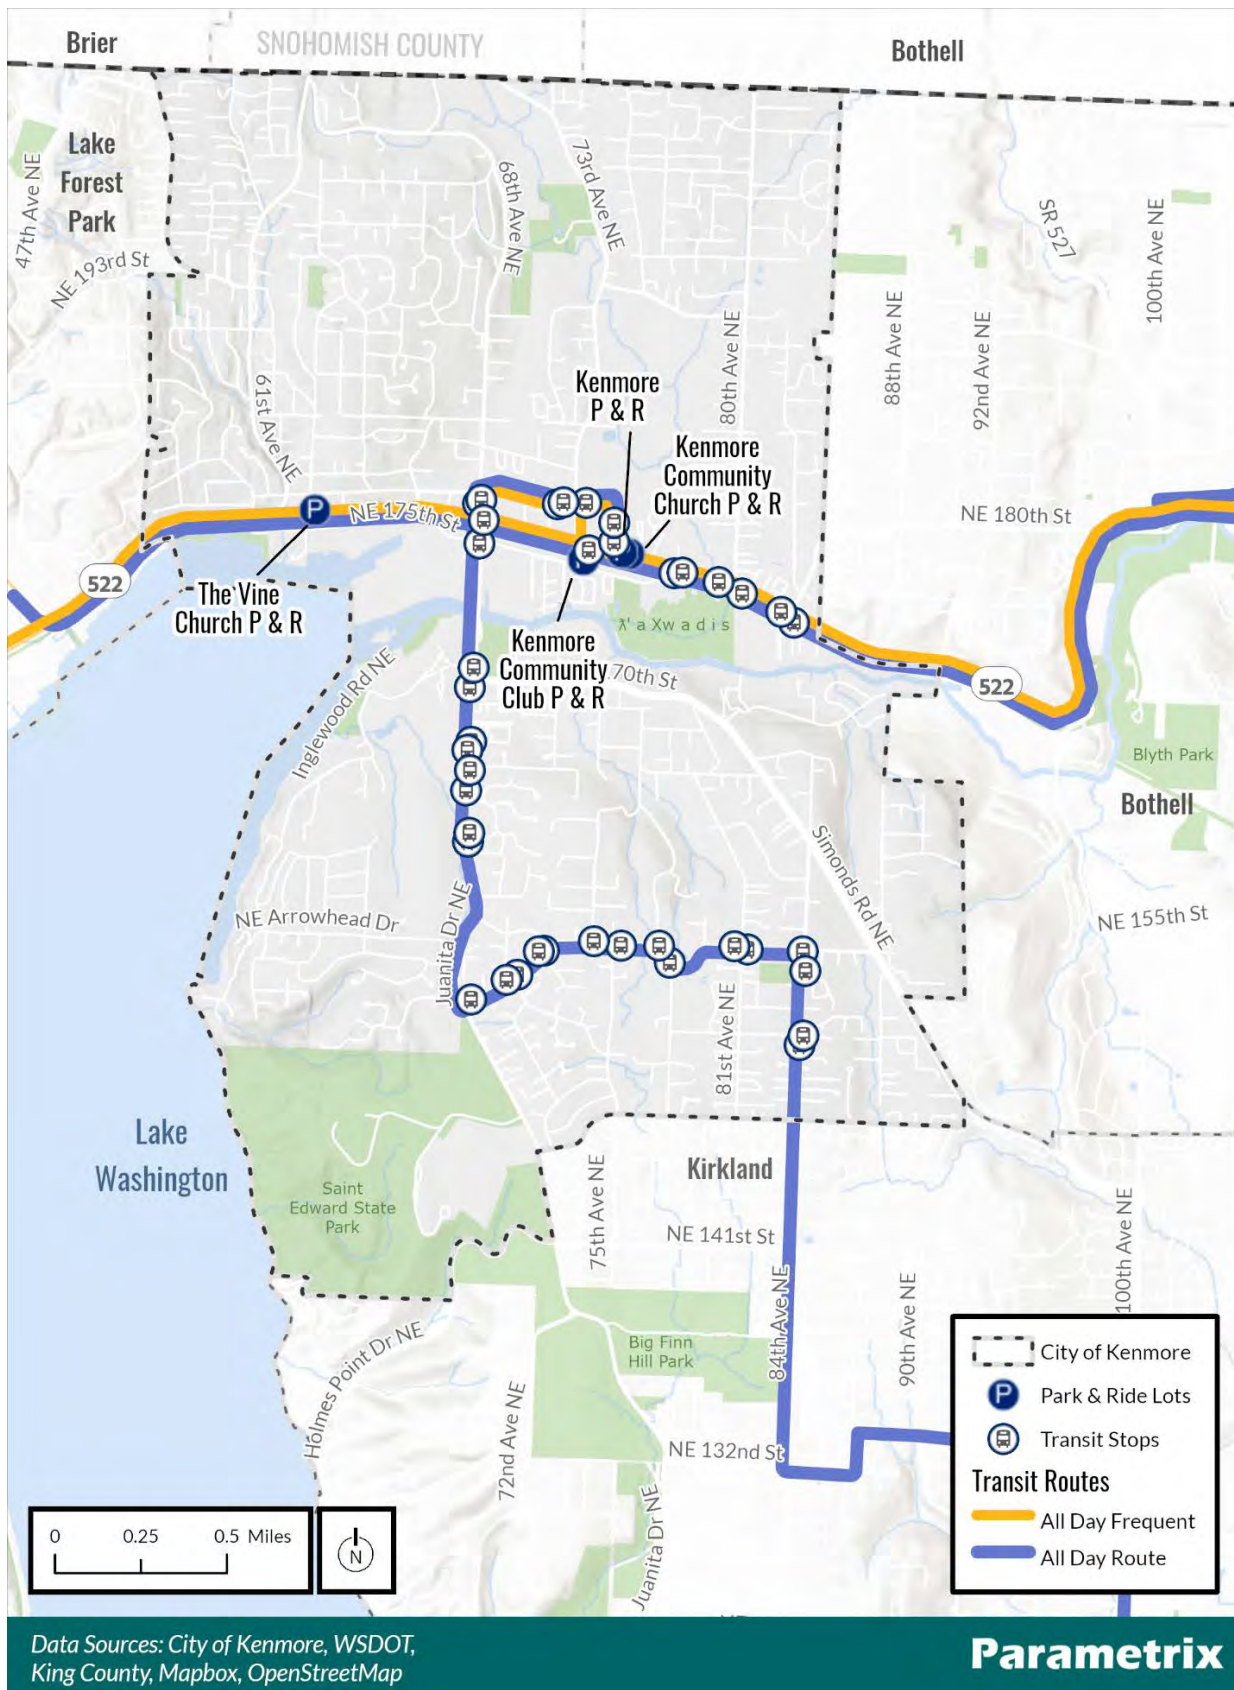 Brier
SNOHOMISH COUNTY
Bothell
Lake
Forest
Park
47th Ave NE
NE 193rd St
68th Ave NE
73rd Ave NE
SR 527
100th Ave NE
88th Ave NE
92nd Ave NE
80th Ave NE
61st Ave NE
Kenmore
P & R
Kenmore
Community
Church P & R
P
NE 175th St
NE 180th St
522
The Vine
Church P & R
ƛ' a Xw a d i s
Kenmore
Community
Club P & R
70th St
522
Inglewood Rd NE
Blyth Park
Bothell
Simonds Rd NE
NE Arrowhead Dr
Juanita Dr NE
NE 155th St
81st Ave NE
Lake
Washington
Saint
Edward State
Park
Kirkland
75th Ave NE
NE 141st St
84th Ave NE
90th Ave NE
100th Ave NE
Holmes Point Dr NE
Big Finn
Hill Park
72nd Ave NE
NE 132nd St
Juanita Dr NE
City of Kenmore
P
Park & Ride Lots
Transit Stops
Transit Routes
All Day Frequent
All Day Route
0 0.25 0.5 Miles
N
Data Sources: City of Kenmore, WSDOT,
King County, Mapbox, OpenStreetMap
Parametrix